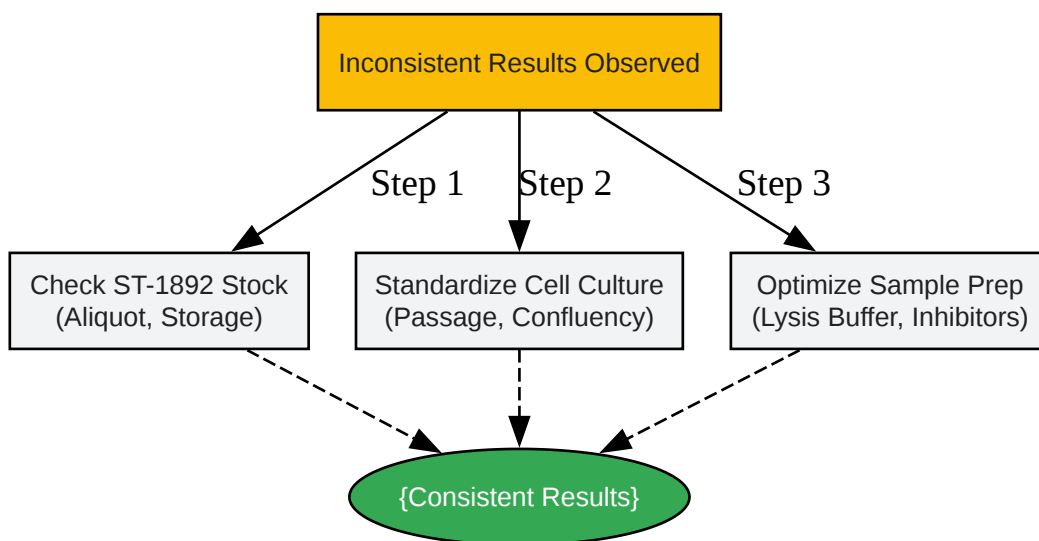 Inconsistent Results Observed
Step 1
Step 2
Step 3
Check ST-1892 Stock
(Aliquot, Storage)
Standardize Cell Culture
(Passage, Confluency)
Optimize Sample Prep
(Lysis Buffer, Inhibitors)
{Consistent Results}